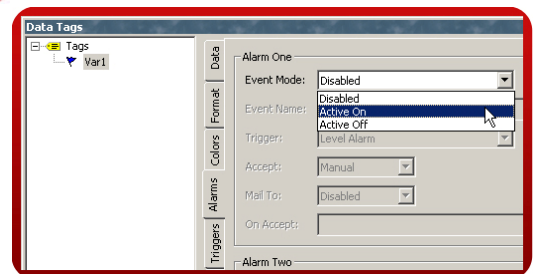 Data Tags
Tags
Var1
Data
Format
Colors
Alarms
Triggers
Alarm One
Event Mode: Disabled
Disabled
Active On
Active Off
Event Name:
Trigger: Level Alarm
Accept: Manual
Mail To: Disabled
On Accept:
Alarm Two